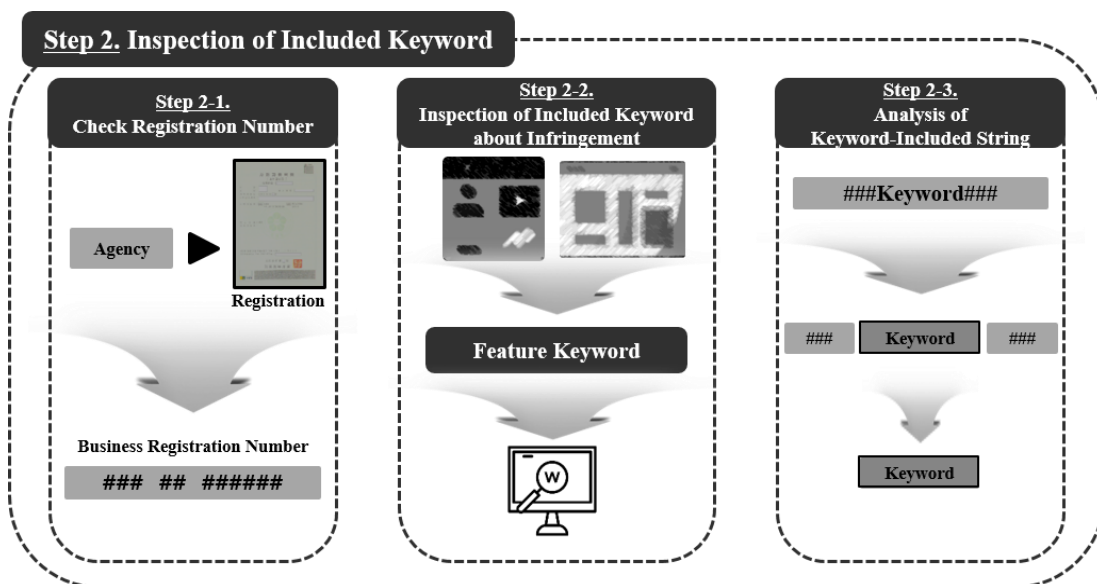 Step 2. Inspection of Included Keyword
Step 2-1.
Check Registration Number
Agency
Registration
Business Registration Number
### ## ######
Step 2-2.
Inspection of Included Keyword
about Infringement
Feature Keyword
W
Step 2-3.
Analysis of
Keyword-Included String
###Keyword###
### Keyword ###
Keyword